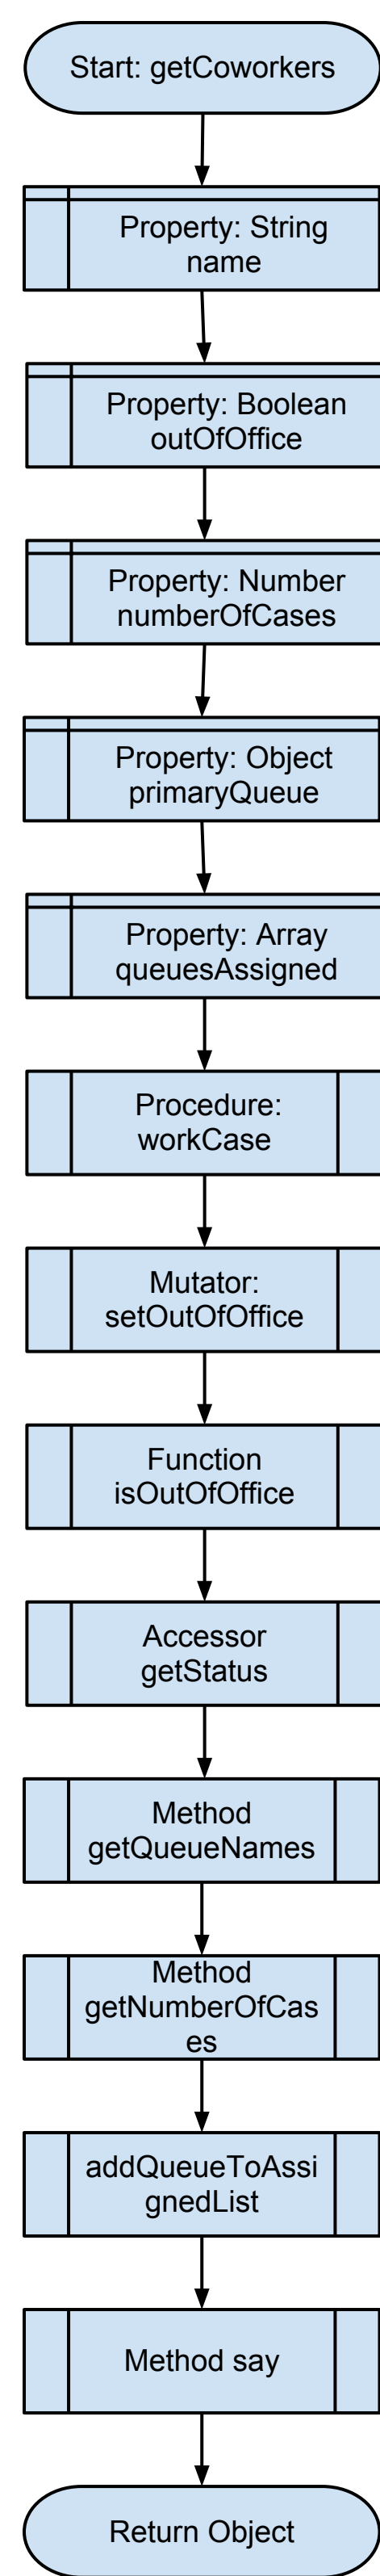 Start: getCoworkers
Property: String
name
Property: Boolean
outOfOffice
Property: Number
numberOfCases
Property: Object
primaryQueue
Property: Array
queuesAssigned
Procedure:
workCase
Mutator:
setOutOfOffice
Function
isOutOfOffice
Accessor
getStatus
Method
getQueueNames
Method
getNumberOfCas
es
addQueueToAssi
gnedList
Method say
Return Object